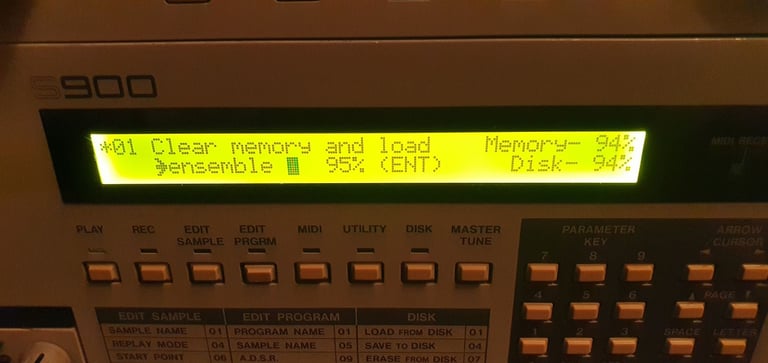 S900
*01 Clear memory and load Memory- 94%
ensemble 95% (ENT) Disk- 94%
MIDI REC
PLAY REC EDIT SAMPLE EDIT PRGRM MIDI UTILITY DISK MASTER TUNE
PARAMETER KEY
ARROW CURSOR
7 8 9
4 5 6
PAGE
1 2 3
SPACE LETTER
EDIT SAMPLE EDIT PROGRAM DISK
SAMPLE NAME 01 PROGRAM NAME 01 LOAD FROM DISK 01
REPLAY MODE 04 SAMPLE NAME 05 SAVE TO DISK 04
START POINT 06 A.D.S.R. 09 ERASE FROM DISK 07